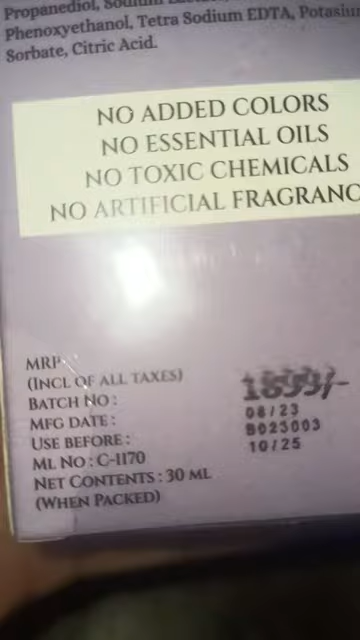 Propanediol, Sodium
Phenoxyethanol, Tetra Sodium EDTA, Potassium
Sorbate, Citric Acid.
NO ADDED COLORS
NO ESSENTIAL OILS
NO TOXIC CHEMICALS
NO ARTIFICIAL FRAGRANC
MRP
(INCL OF ALL TAXES) 1899/-
BATCH NO : 08/23
MFG DATE : B023003
USE BEFORE : 10/25
ML NO : C-1170
NET CONTENTS : 30 ML
(WHEN PACKED)